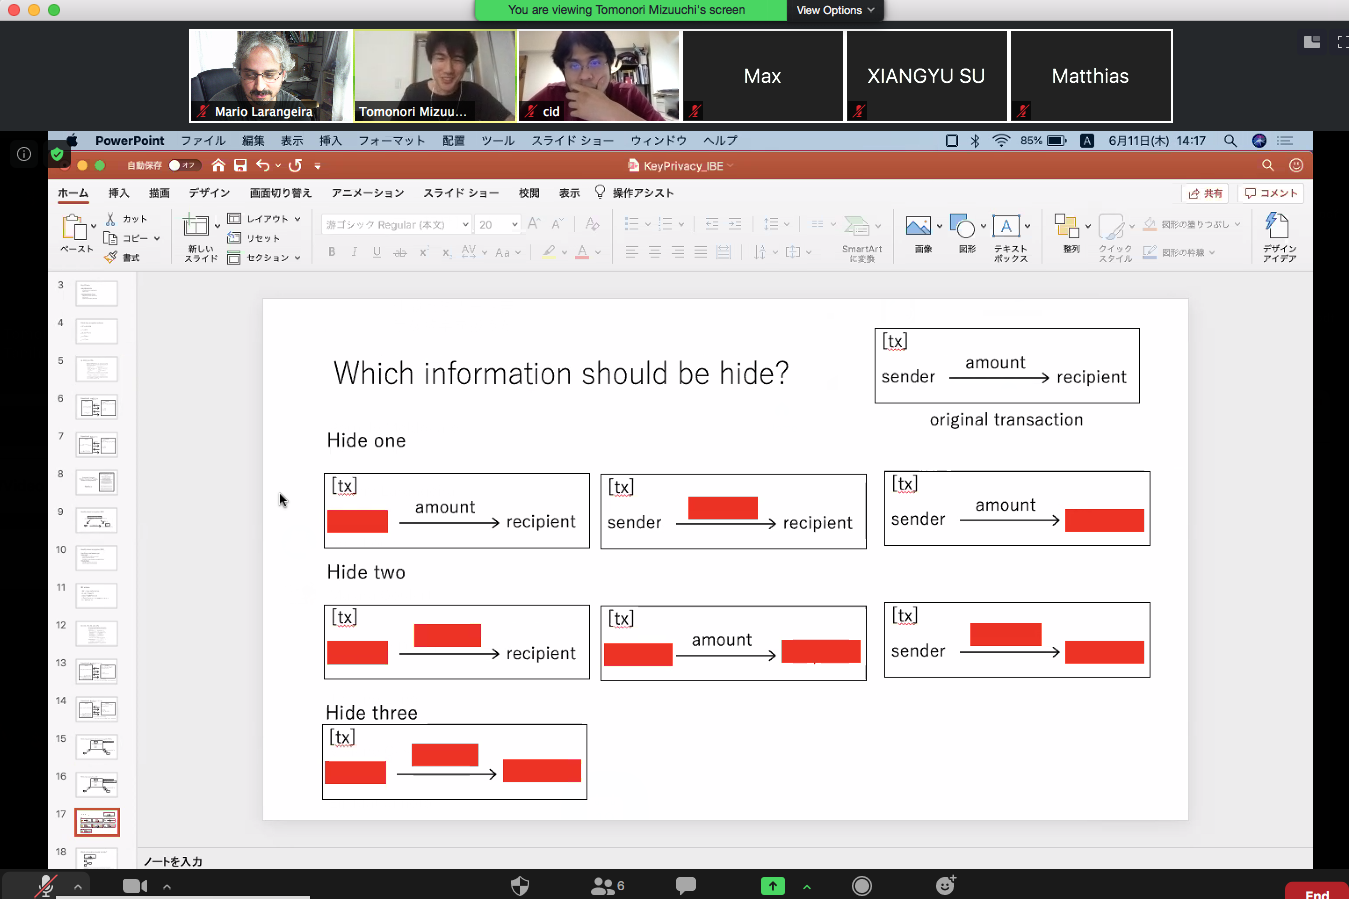 You are viewing Tomonori Mizuuchi's screen
View Options
Mario Larangeira
Tomonori Mizuu...
cid
Max
XIANGYU SU
Matthias
PowerPoint ファイル 編集 表示 挿入 フォーマット 配置 ツール スライド ショー ウィンドウ ヘルプ
85% A 6月11日(木) 14:17
自動保存 オフ
KeyPrivacy_IBE
ホーム 挿入 描画 デザイン 画面切り替え アニメーション スライド ショー 校閲 表示 操作アシスト
共有 コメント
ペースト
カット
コピー
書式
新しい
スライド
レイアウト
リセット
セクション
游ゴシック Regular (本文) 20
B I U ab x² x₂ AV Aa
SmartArt
に変換
画像
図形
テキスト
ボックス
整列
クイック
スタイル
図形の塗りつぶし
図形の枠線
デザイン
アイデア
3
4
5
6
7
8
9
10
11
12
13
14
15
16
17
18
Which information should be hide?
[tx]
amount
sender recipient
original transaction
Hide one
[tx]
amount
recipient
[tx]
sender recipient
[tx]
amount
sender
Hide two
[tx]
recipient
[tx]
amount
[tx]
sender
Hide three
[tx]
ノートを入力
6
End